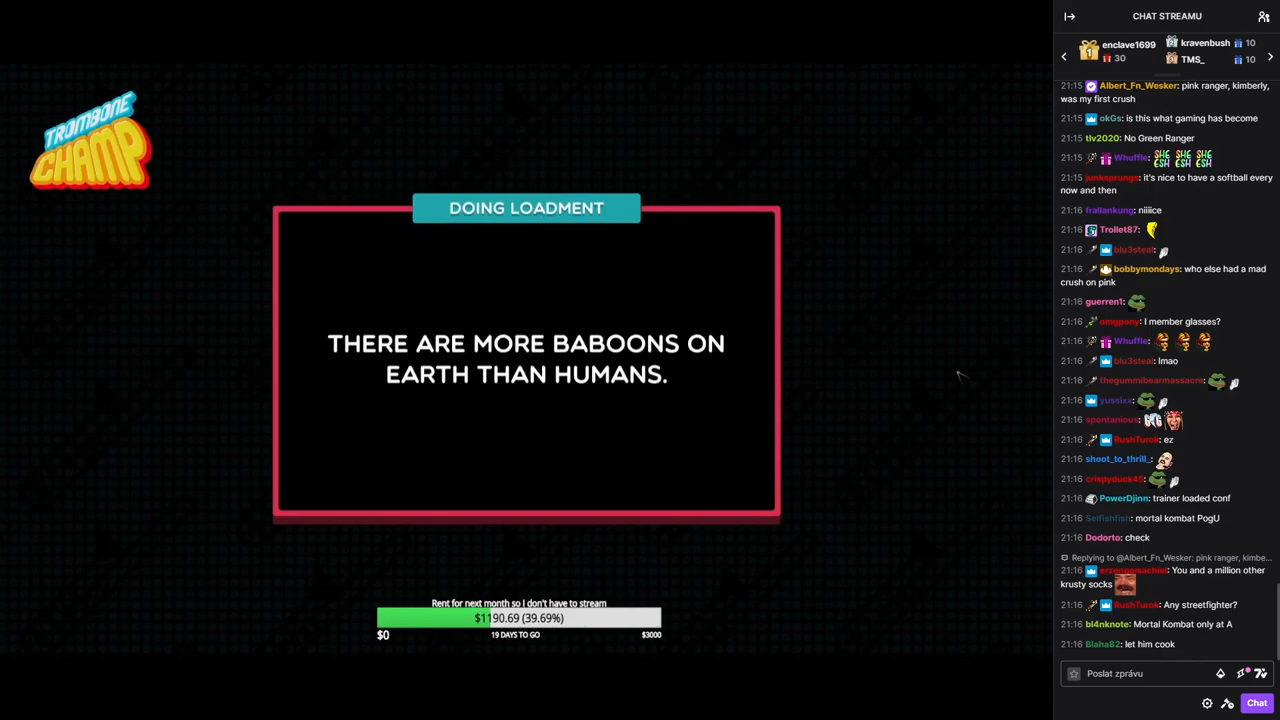 TROMBONE
CHAMP
DOING LOADMENT
THERE ARE MORE BABOONS ON
EARTH THAN HUMANS.
Rent for next month so I don't have to stream
$1190.69 (39.69%)
$0
19 DAYS TO GO
$3000
CHAT STREAMU
1
enclave1699
30
kravenbush 10
TMS_ 10
21:15 Albert_Fn_Wesker: pink ranger, kimberly,
was my first crush
21:15 okGs: is this what gaming has become
21:15 tlv2020: No Green Ranger
21:15 Whuffle: SHEESH SHEESH SHEESH
21:15 junksprungs: it's nice to have a softball every
now and then
21:16 frallankung: niiiice
21:16 Trollet87:
21:16 blu3steal:
21:16 bobbymondays: who else had a mad
crush on pink
21:16 guerren1:
21:16 omgpony: I member glasses?
21:16 Whuffle:
21:16 blu3steal: lmao
21:16 thegummibearmassacre:
21:16 yussixx:
21:16 spontanious:
21:16 RushTurok: ez
21:16 shoot_to_thrill_:
21:16 crispyduck45:
21:16 PowerDjinn: trainer loaded conf
21:16 Selfishfish: mortal kombat PogU
21:16 Dodorto: check
Replying to @Albert_Fn_Wesker: pink ranger, kimbe...
21:16 erzengemachiel: You and a million other
krusty socks
21:16 RushTurok: Any streetfighter?
21:16 bl4nknote: Mortal Kombat only at A
21:16 Blaha82: let him cook
Poslat zprávu
Chat